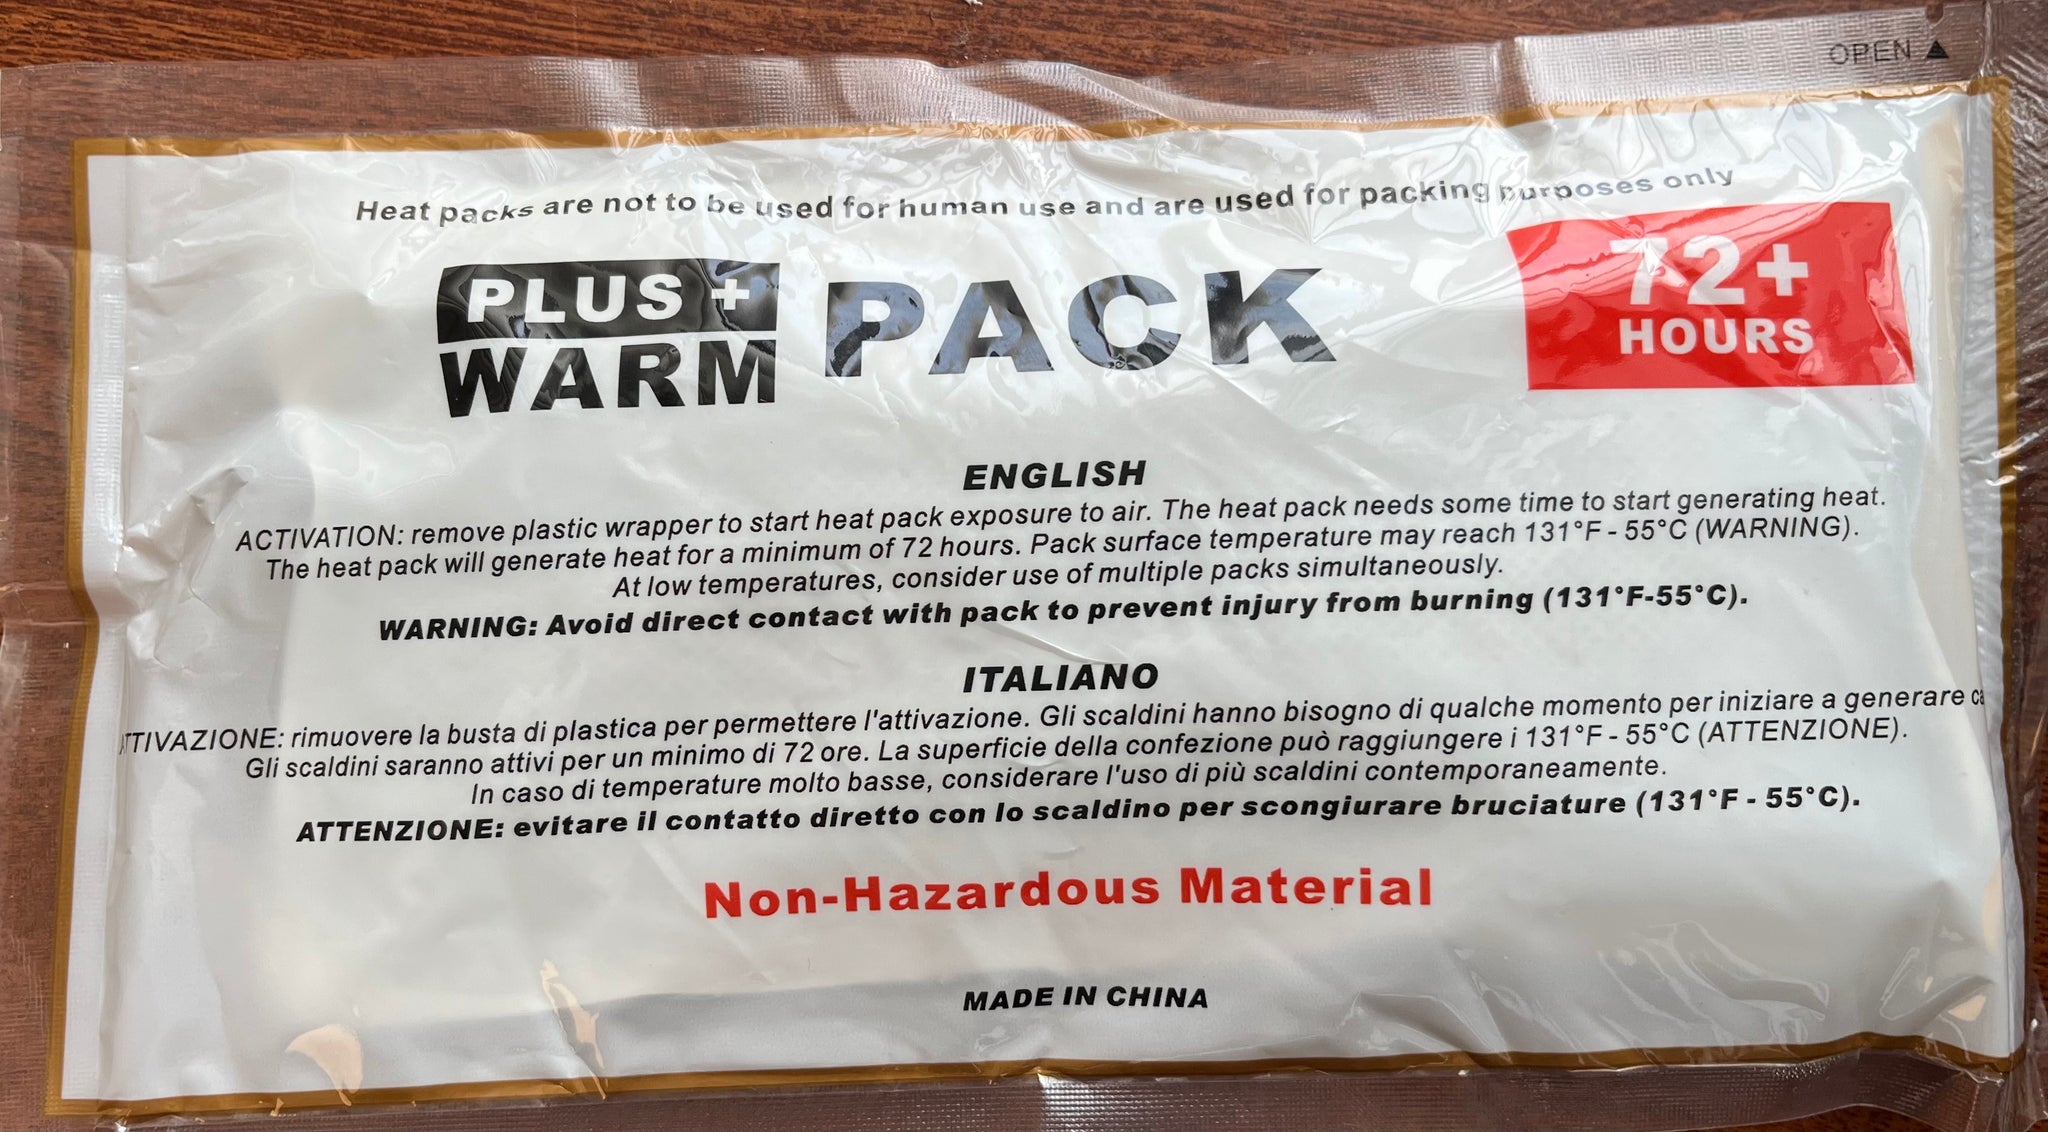 OPEN ▲
Heat packs are not to be used for human use and are used for packing purposes only
PLUS +
WARM
PACK
72+
HOURS
ENGLISH
ACTIVATION: remove plastic wrapper to start heat pack exposure to air. The heat pack needs some time to start generating heat.
The heat pack will generate heat for a minimum of 72 hours. Pack surface temperature may reach 131°F - 55°C (WARNING).
At low temperatures, consider use of multiple packs simultaneously.
WARNING: Avoid direct contact with pack to prevent injury from burning (131°F-55°C).
ITALIANO
TTIVAZIONE: rimuovere la busta di plastica per permettere l'attivazione. Gli scaldini hanno bisogno di qualche momento per iniziare a generare ca
Gli scaldini saranno attivi per un minimo di 72 ore. La superficie della confezione può raggiungere i 131°F - 55°C (ATTENZIONE).
In caso di temperature molto basse, considerare l'uso di più scaldini contemporaneamente.
ATTENZIONE: evitare il contatto diretto con lo scaldino per scongiurare bruciature (131°F - 55°C).
Non-Hazardous Material
MADE IN CHINA